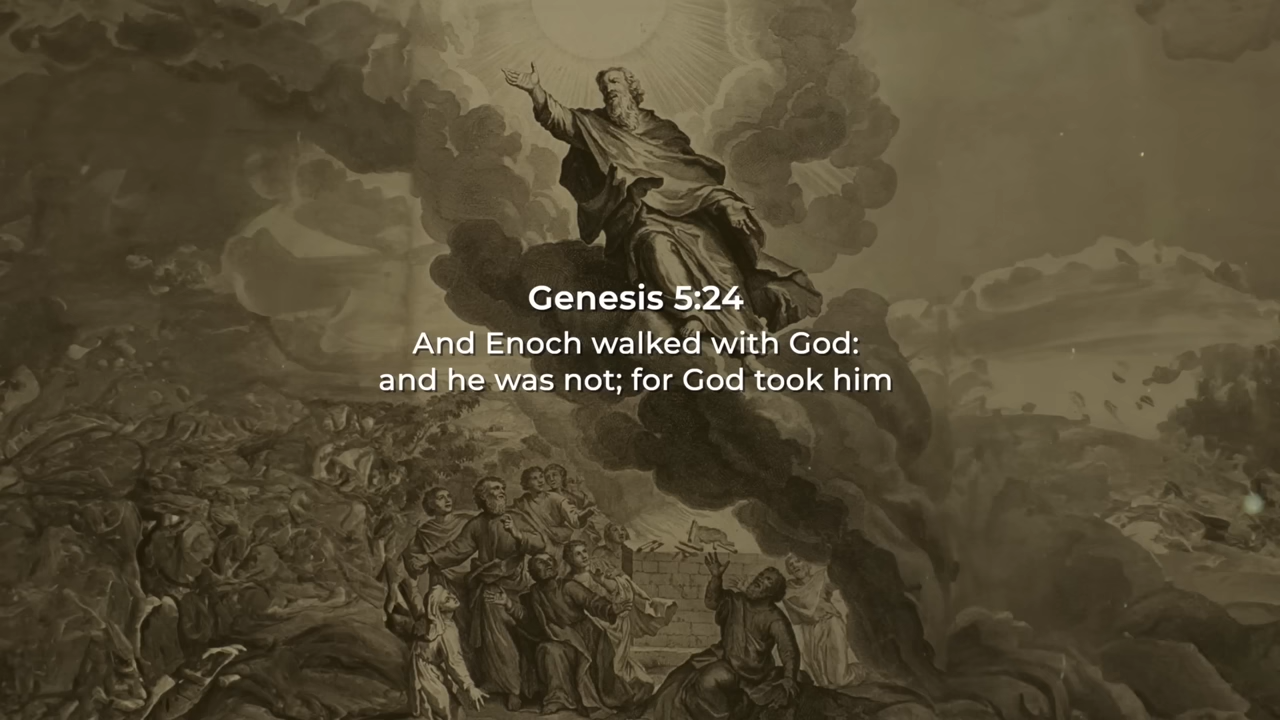 Genesis 5:24
And Enoch walked with God:
and he was not; for God took him